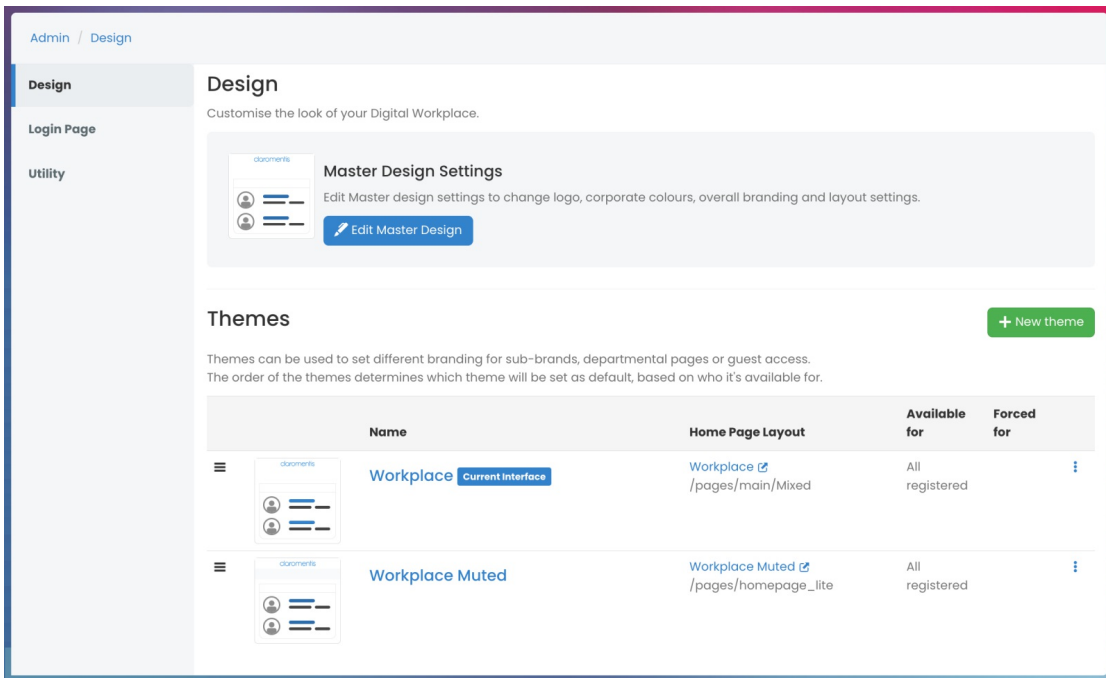 Admin / Design
Design
Login Page
Utility
Design
Customise the look of your Digital Workplace.
claromentis
Master Design Settings
Edit Master design settings to change logo, corporate colours, overall branding and layout settings.
Edit Master Design
Themes
+ New theme
Themes can be used to set different branding for sub-brands, departmental pages or guest access.
The order of the themes determines which theme will be set as default, based on who it's available for.
Name Home Page Layout Available for Forced for
claromentis
Workplace Current Interface
Workplace
/pages/main/Mixed
All
registered
claromentis
Workplace Muted
Workplace Muted
/pages/homepage_lite
All
registered